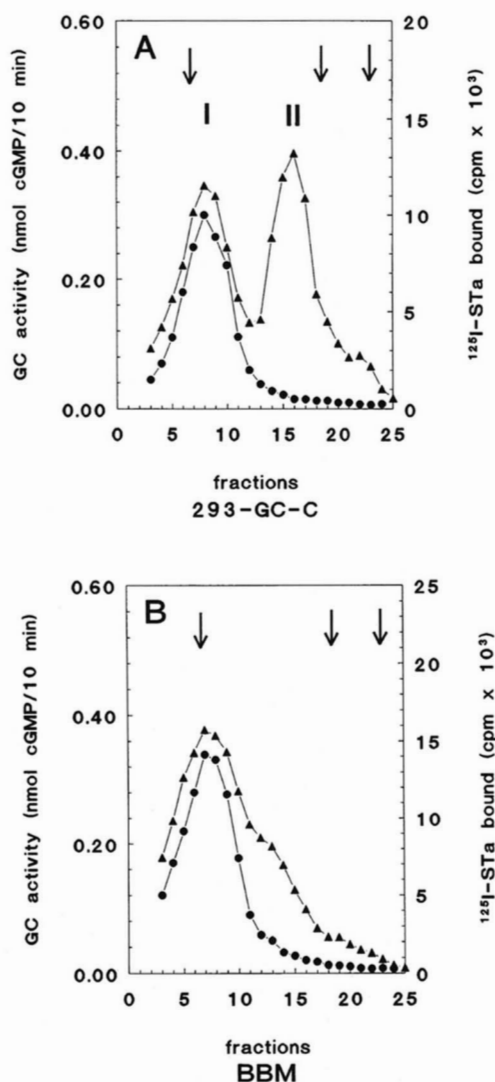 A
I
II
GC activity (nmol cGMP/10 min)
0.60
0.40
0.20
0.00
20
15
10
5
0
¹²⁵I-STa bound (cpm x 10³)
0 5 10 15 20 25
fractions
293-GC-C
B
GC activity (nmol cGMP/10 min)
0.60
0.40
0.20
0.00
25
20
15
10
5
0
¹²⁵I-STa bound (cpm x 10³)
0 5 10 15 20 25
fractions
BBM